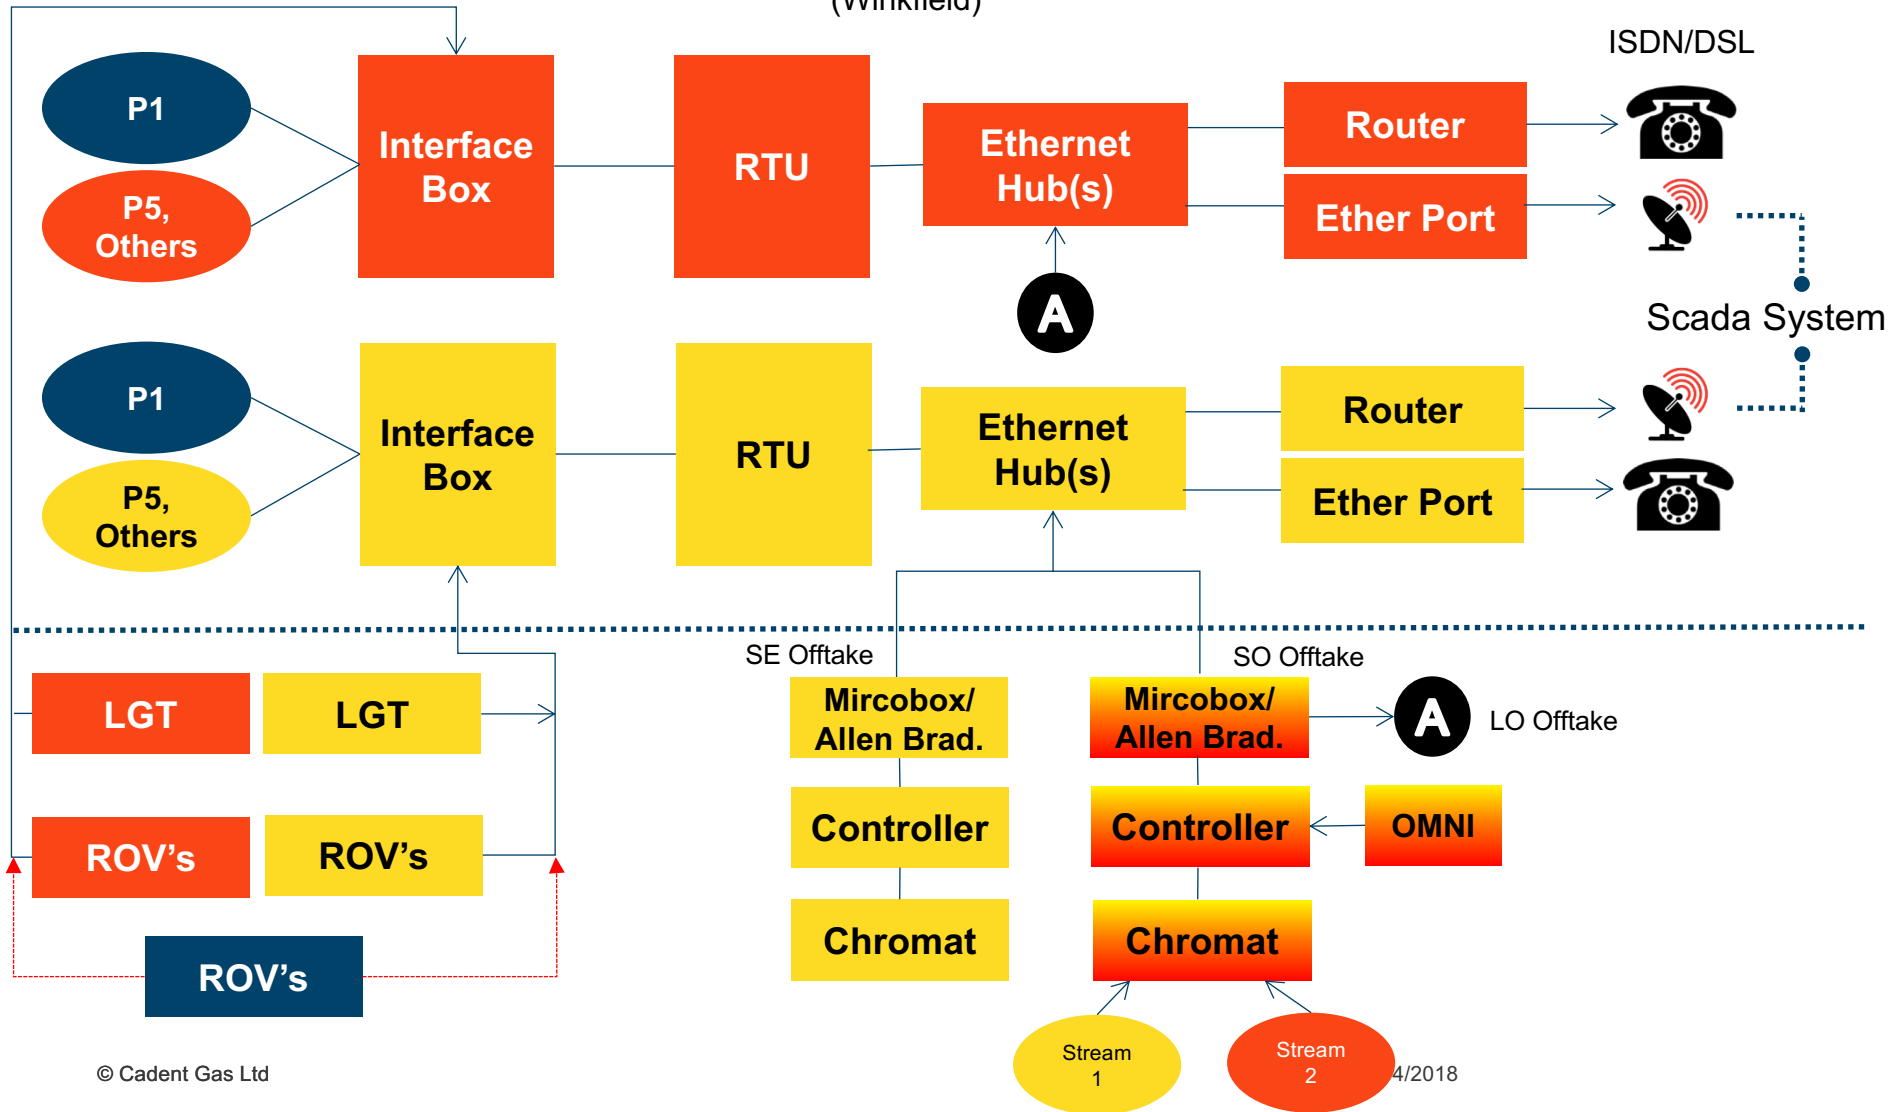 (Winkfield)
ISDN/DSL
P1
P5,
Others
Interface
Box
RTU
Ethernet
Hub(s)
Router
Ether Port
A
Scada System
P1
P5,
Others
Interface
Box
RTU
Ethernet
Hub(s)
Router
Ether Port
SE Offtake
SO Offtake
LGT
LGT
Mircobox/
Allen Brad.
Mircobox/
Allen Brad.
A
LO Offtake
ROV's
ROV's
Controller
Controller
OMNI
ROV's
Chromat
Chromat
Stream
1
Stream
2
© Cadent Gas Ltd
4/2018